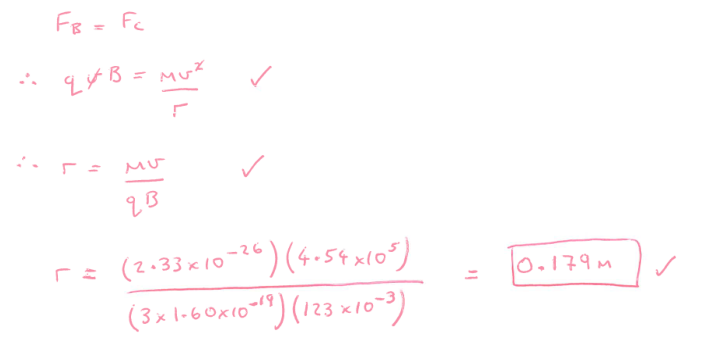 F_B = F_c
∴ qvB = mv²/r ✓
∴ r = mv/qB ✓
r = (2.33×10⁻²⁶)(4.54×10⁵)/(3×1.60×10⁻¹⁹)(123×10⁻³) = 0.179m ✓